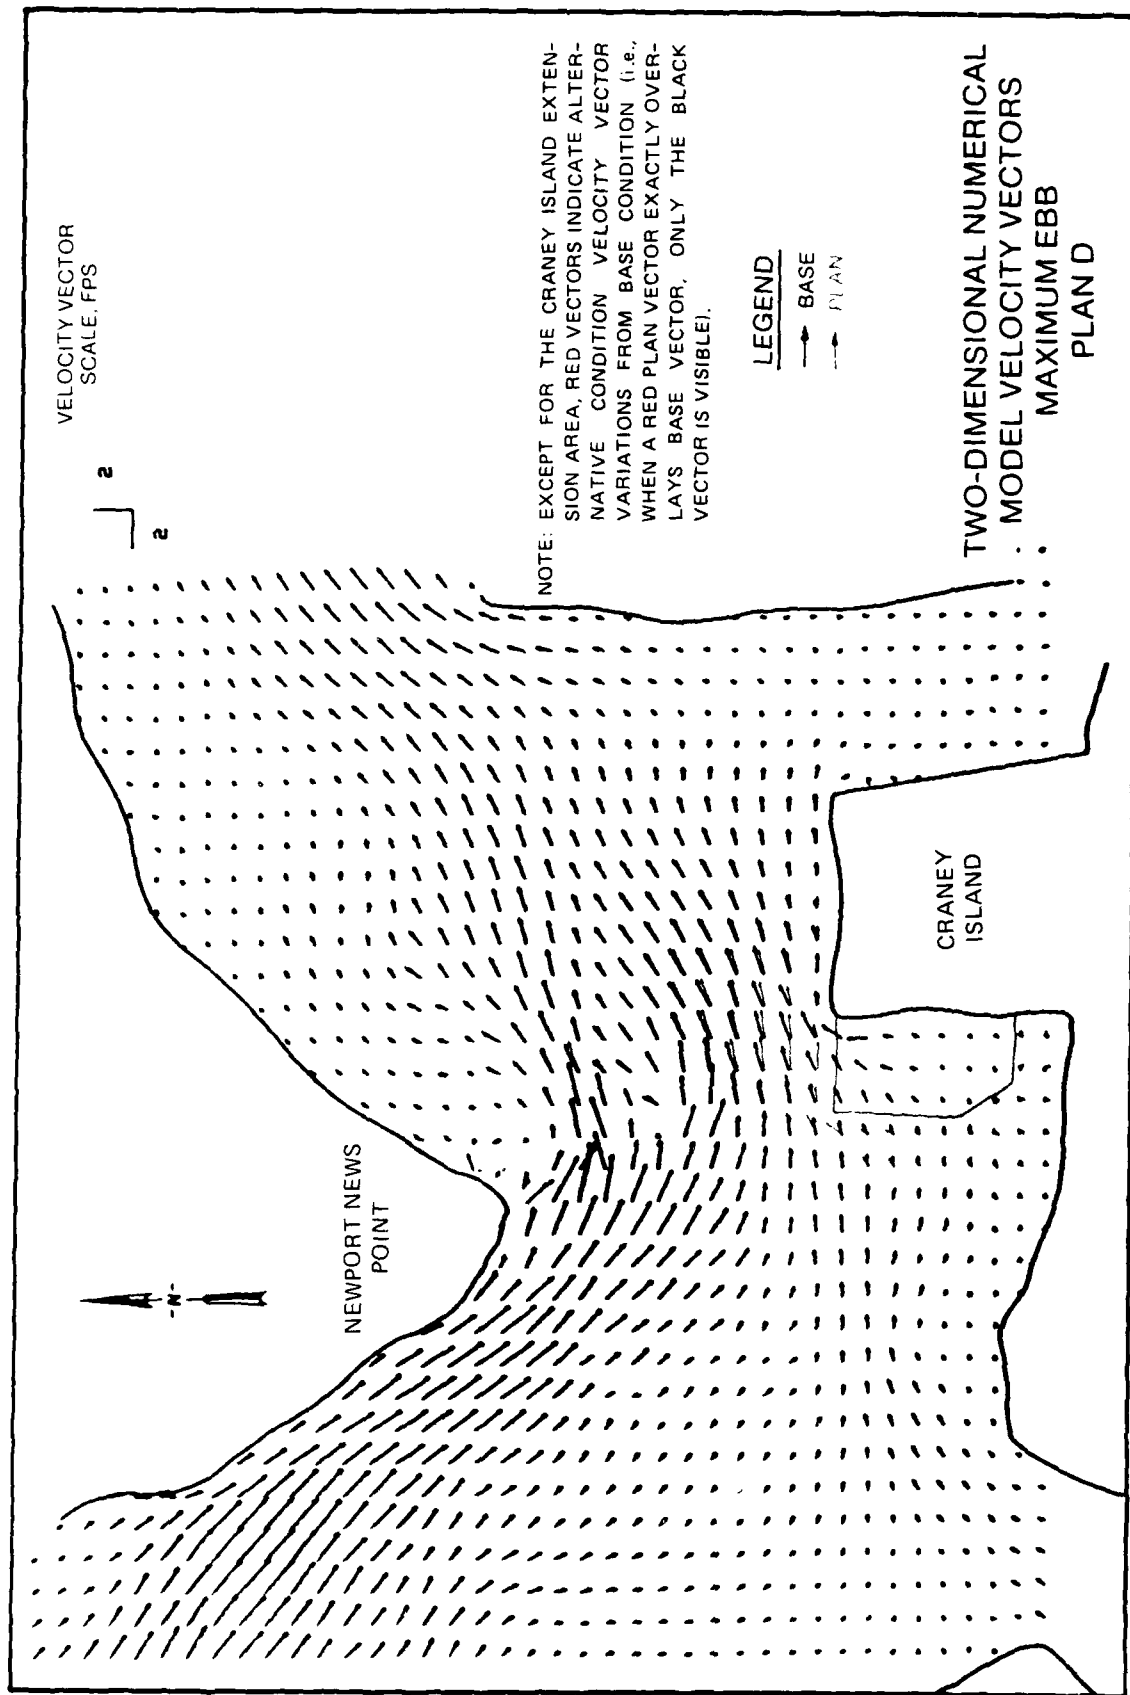 VELOCITY VECTOR
SCALE, FPS
2
2
NOTE: EXCEPT FOR THE CRANEY ISLAND EXTEN-
SION AREA, RED VECTORS INDICATE ALTER-
NATIVE CONDITION VELOCITY VECTOR
VARIATIONS FROM BASE CONDITION (i.e.,
WHEN A RED PLAN VECTOR EXACTLY OVER-
LAYS BASE VECTOR, ONLY THE BLACK
VECTOR IS VISIBLE).
LEGEND
BASE
PLAN
NEWPORT NEWS
POINT
-N-
CRANEY
ISLAND
TWO-DIMENSIONAL NUMERICAL
MODEL VELOCITY VECTORS
MAXIMUM EBB
PLAN D